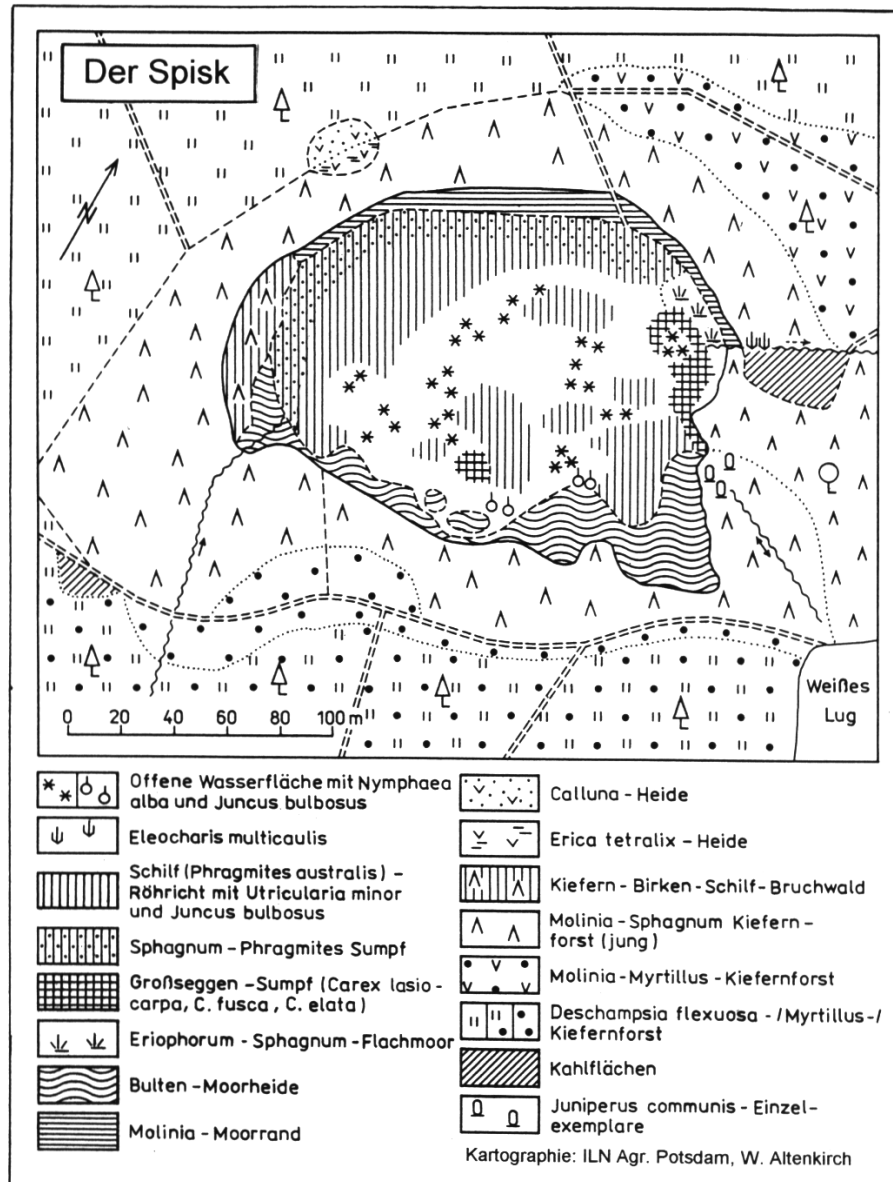 Der Spisk
N
0 20 40 60 80 100 m
Weißes
Lug
Offene Wasserfläche mit Nymphaea
alba und Juncus bulbosus
Eleocharis multicaulis
Schilf (Phragmites australis) -
Röhricht mit Utricularia minor
und Juncus bulbosus
Sphagnum - Phragmites Sumpf
Großseggen - Sumpf (Carex lasio-
carpa, C. fusca, C. elata)
Eriophorum - Sphagnum - Flachmoor
Bulten - Moorheide
Molinia - Moorrand
Calluna - Heide
Erica tetralix - Heide
Kiefern - Birken - Schilf - Bruchwald
Molinia - Sphagnum Kiefern -
forst (jung)
Molinia - Myrtillus - Kiefernforst
Deschampsia flexuosa - /Myrtillus - /
Kiefernforst
Kahlflächen
Juniperus communis - Einzel-
exemplare
Kartographie: ILN Agr. Potsdam, W. Altenkirch